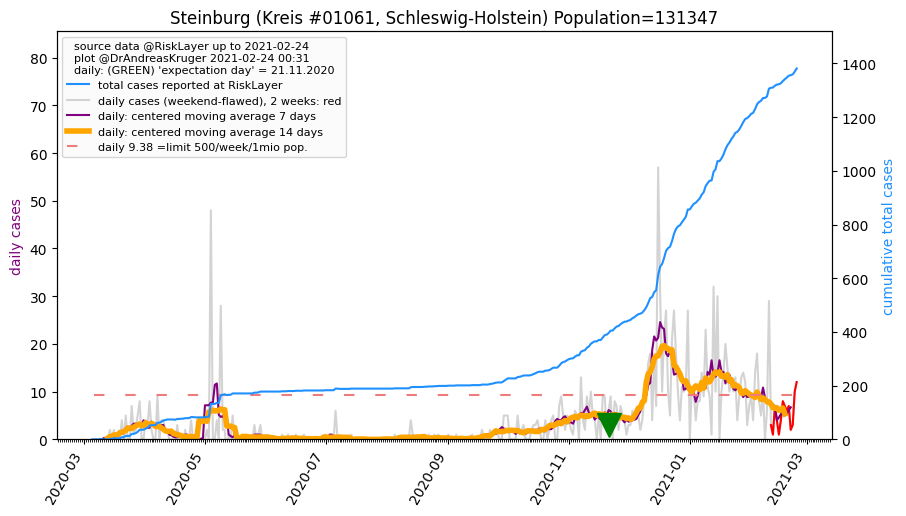 Steinburg (Kreis #01061, Schleswig-Holstein) Population=131347
source data @RiskLayer up to 2021-02-24
plot @DrAndreasKruger 2021-02-24 00:31
daily: (GREEN) 'expectation day' = 21.11.2020
total cases reported at RiskLayer
daily cases (weekend-flawed), 2 weeks: red
daily: centered moving average 7 days
daily: centered moving average 14 days
daily 9.38 =limit 500/week/1mio pop.
daily cases
80
70
60
50
40
30
20
10
0
cumulative total cases
1400
1200
1000
800
600
400
200
0
2020-03
2020-05
2020-07
2020-09
2020-11
2021-01
2021-03